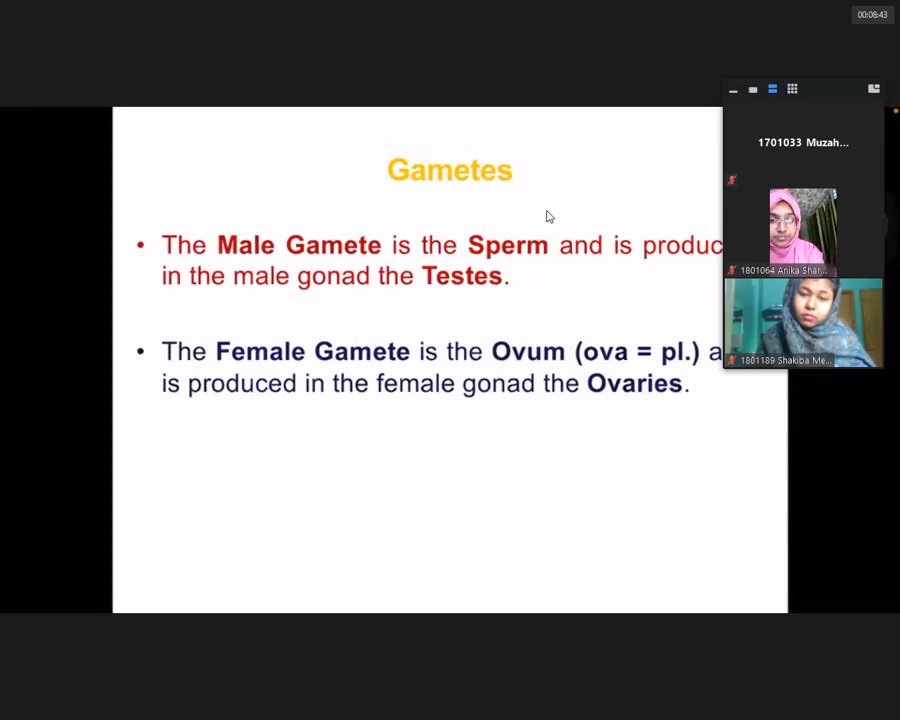 00:08:43
1701033 Muzah...
Gametes
• The Male Gamete is the Sperm and is produc
in the male gonad the Testes.
1801064 Anika Shar...
• The Female Gamete is the Ovum (ova = pl.) a
1801189 Shakiba Me...
is produced in the female gonad the Ovaries.